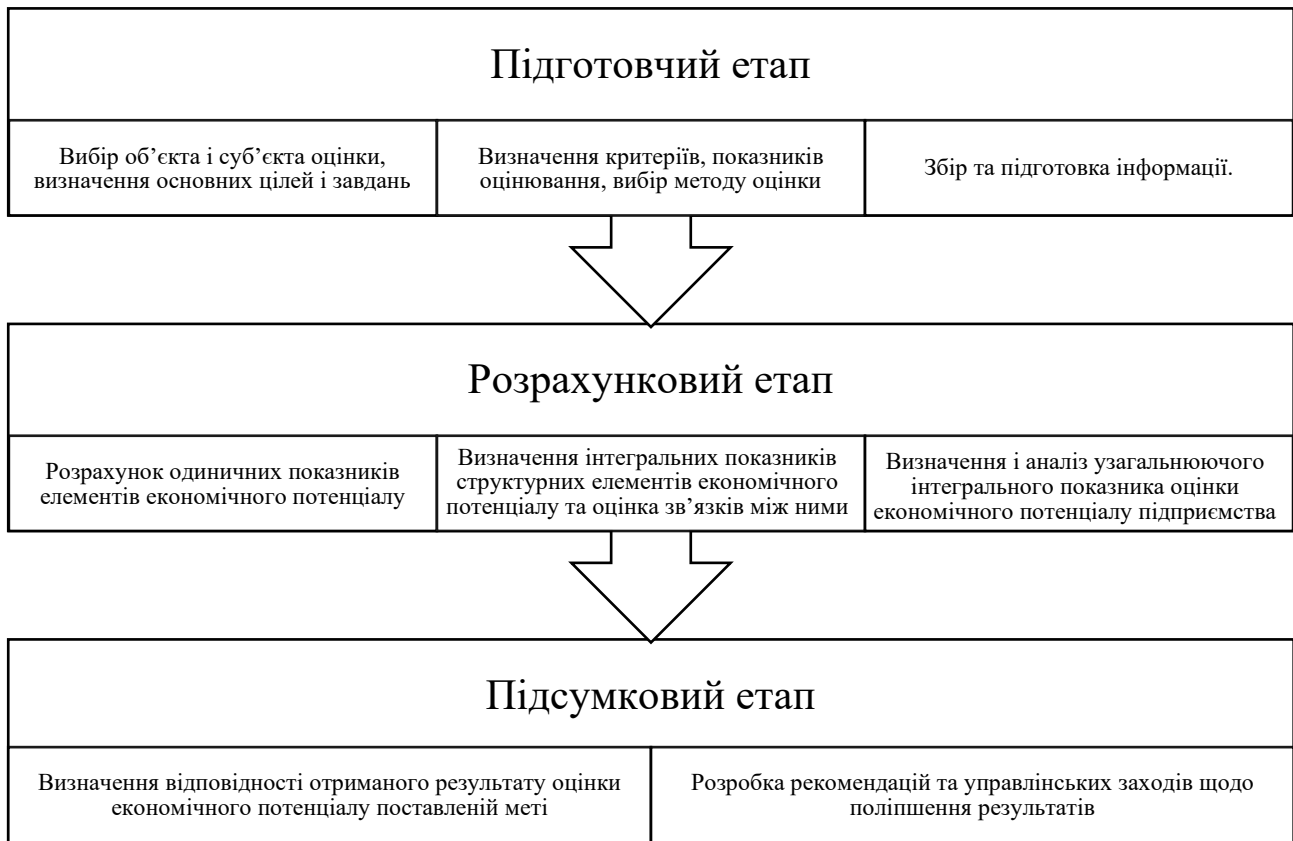 Підготовчий етап
Вибір об’єкта і суб’єкта оцінки,
визначення основних цілей і завдань
Визначення критеріїв, показників
оцінювання, вибір методу оцінки
Збір та підготовка інформації.
Розрахунковий етап
Розрахунок одиничних показників
елементів економічного потенціалу
Визначення інтегральних показників
структурних елементів економічного
потенціалу та оцінка зв’язків між ними
Визначення і аналіз узагальнюючого
інтегрального показника оцінки
економічного потенціалу підприємства
Підсумковий етап
Визначення відповідності отриманого результату оцінки
економічного потенціалу поставленій меті
Розробка рекомендацій та управлінських заходів щодо
поліпшення результатів